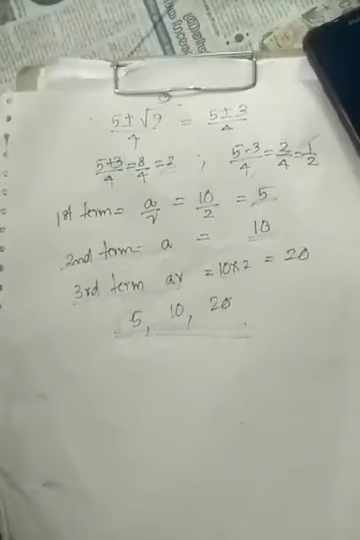 5±√9/4 = 5±3/4
5+3/4=8/4=2 ; 5-3/4=2/4=1/2
1st term= a/r = 10/2 = 5
2nd term= a = 10
3rd term ar =10×2 = 20
5, 10, 20